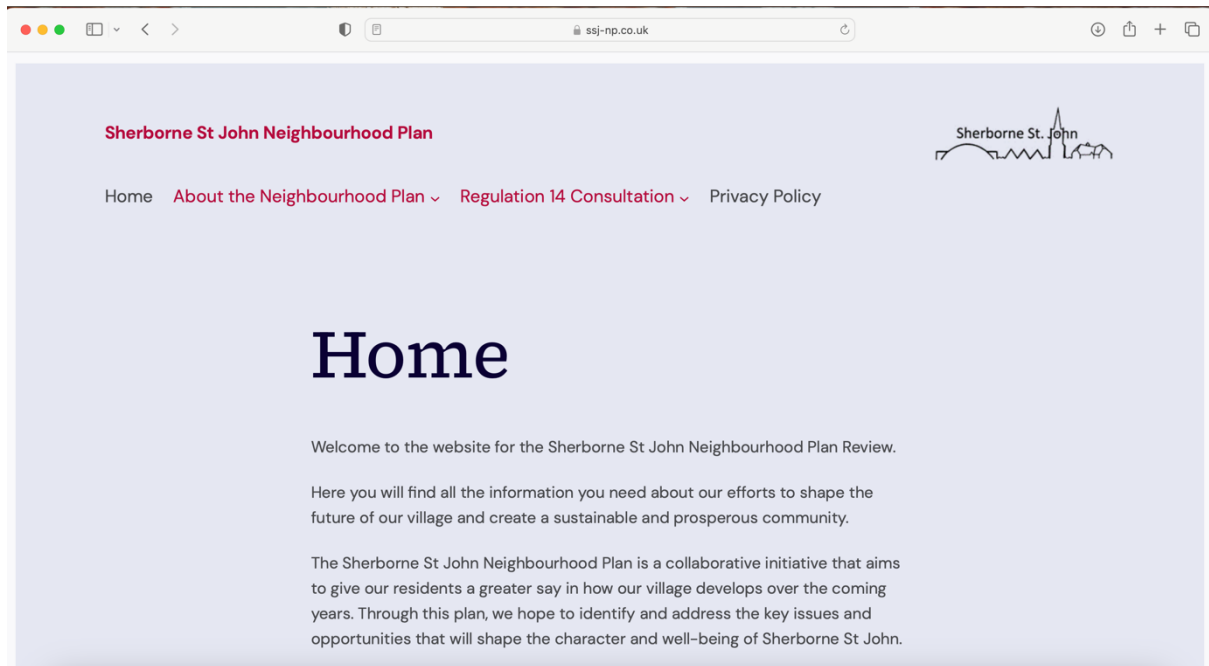 ssj-np.co.uk
Sherborne St John Neighbourhood Plan
Sherborne St. John
Home About the Neighbourhood Plan Regulation 14 Consultation Privacy Policy
Home
Welcome to the website for the Sherborne St John Neighbourhood Plan Review.
Here you will find all the information you need about our efforts to shape the
future of our village and create a sustainable and prosperous community.
The Sherborne St John Neighbourhood Plan is a collaborative initiative that aims
to give our residents a greater say in how our village develops over the coming
years. Through this plan, we hope to identify and address the key issues and
opportunities that will shape the character and well-being of Sherborne St John.